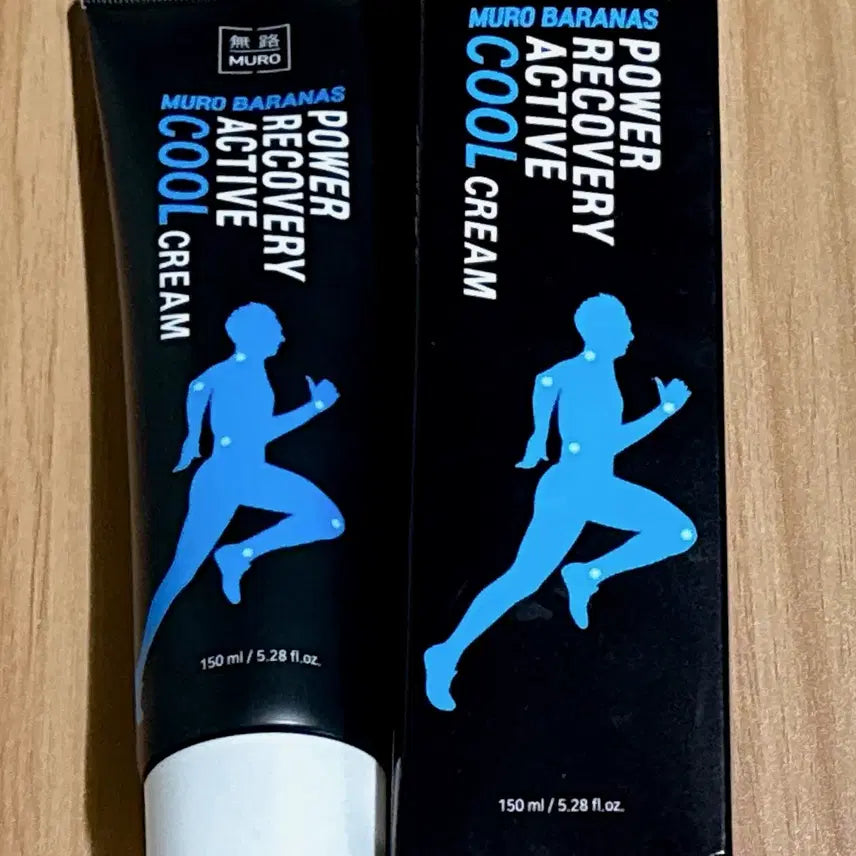 無路
MURO
MURO BARANAS
POWER
RECOVERY
ACTIVE
COOL CREAM
150 ml / 5.28 fl.oz.
MURO BARANAS
POWER
RECOVERY
ACTIVE
COOL CREAM
150 ml / 5.28 fl.oz.